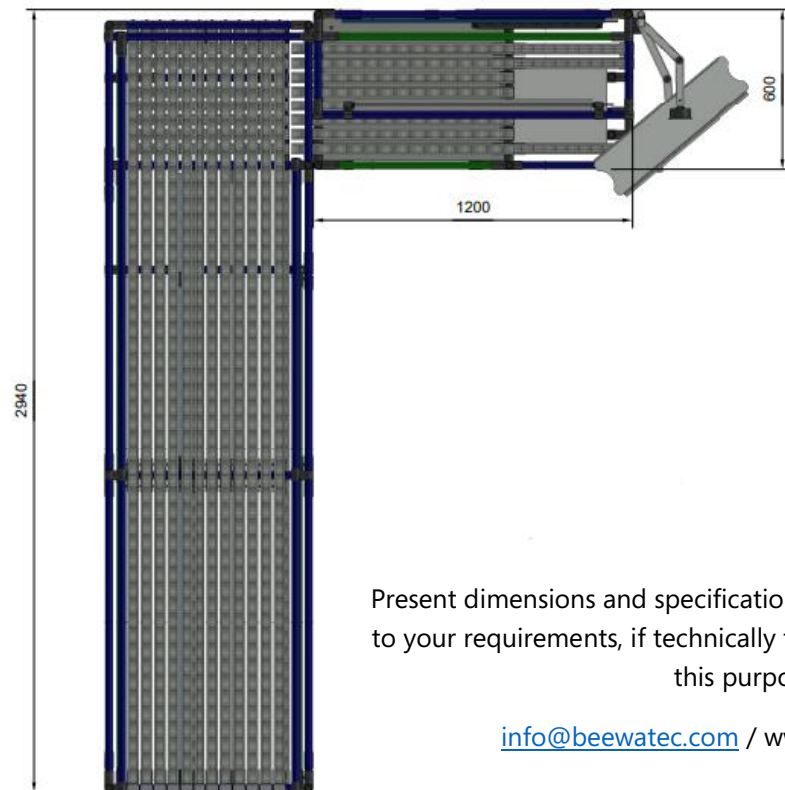 600
1200
2940
Present dimensions and specificatio
to your requirements, if technically
this purpo
info@beewatec.com / w